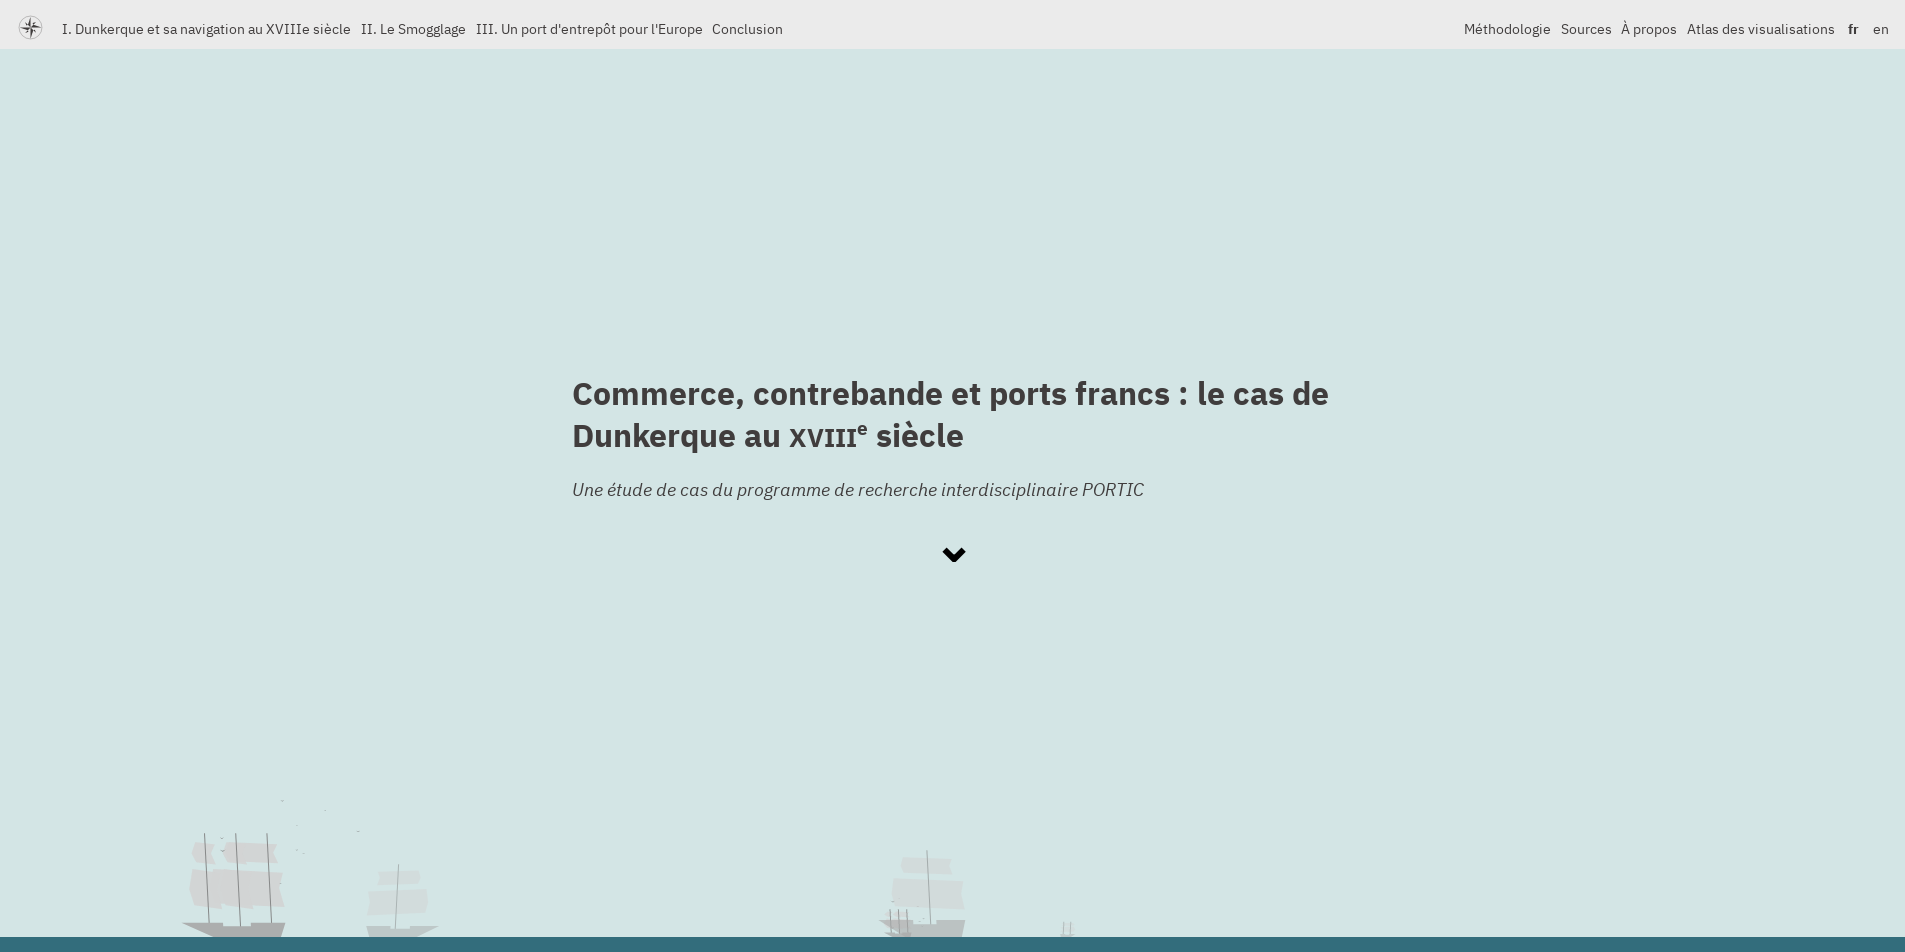 I. Dunkerque et sa navigation au XVIIIe siècle II. Le Smogglage III. Un port d'entrepôt pour l'Europe Conclusion Méthodologie Sources À propos Atlas des visualisations fr en
Commerce, contrebande et ports francs : le cas de
Dunkerque au XVIIIe siècle
Une étude de cas du programme de recherche interdisciplinaire PORTIC